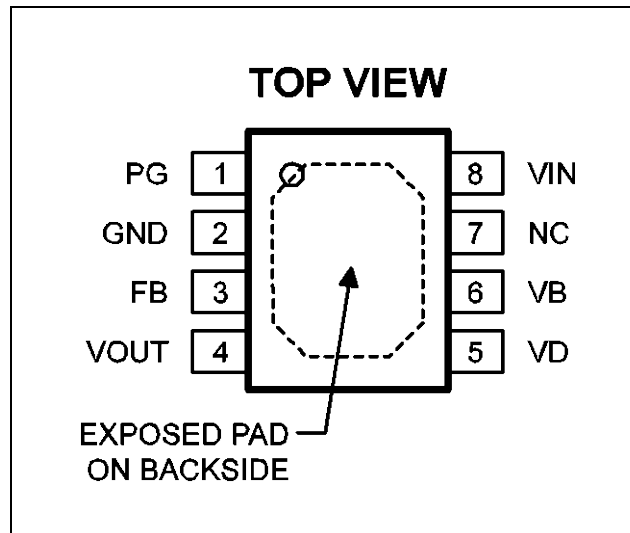 TOP VIEW
PG 1 8 VIN
GND 2 7 NC
FB 3 6 VB
VOUT 4 5 VD
EXPOSED PAD
ON BACKSIDE